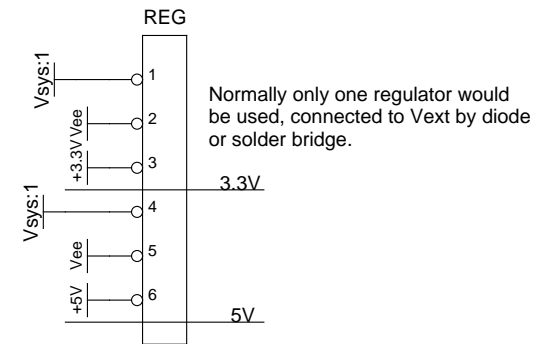 REG
Vsys:1
1
Vee
2
+3.3V
3
3.3V
Vsys:1
4
Vee
5
+5V
6
5V
Normally only one regulator would
be used, connected to Vext by diode
or solder bridge.